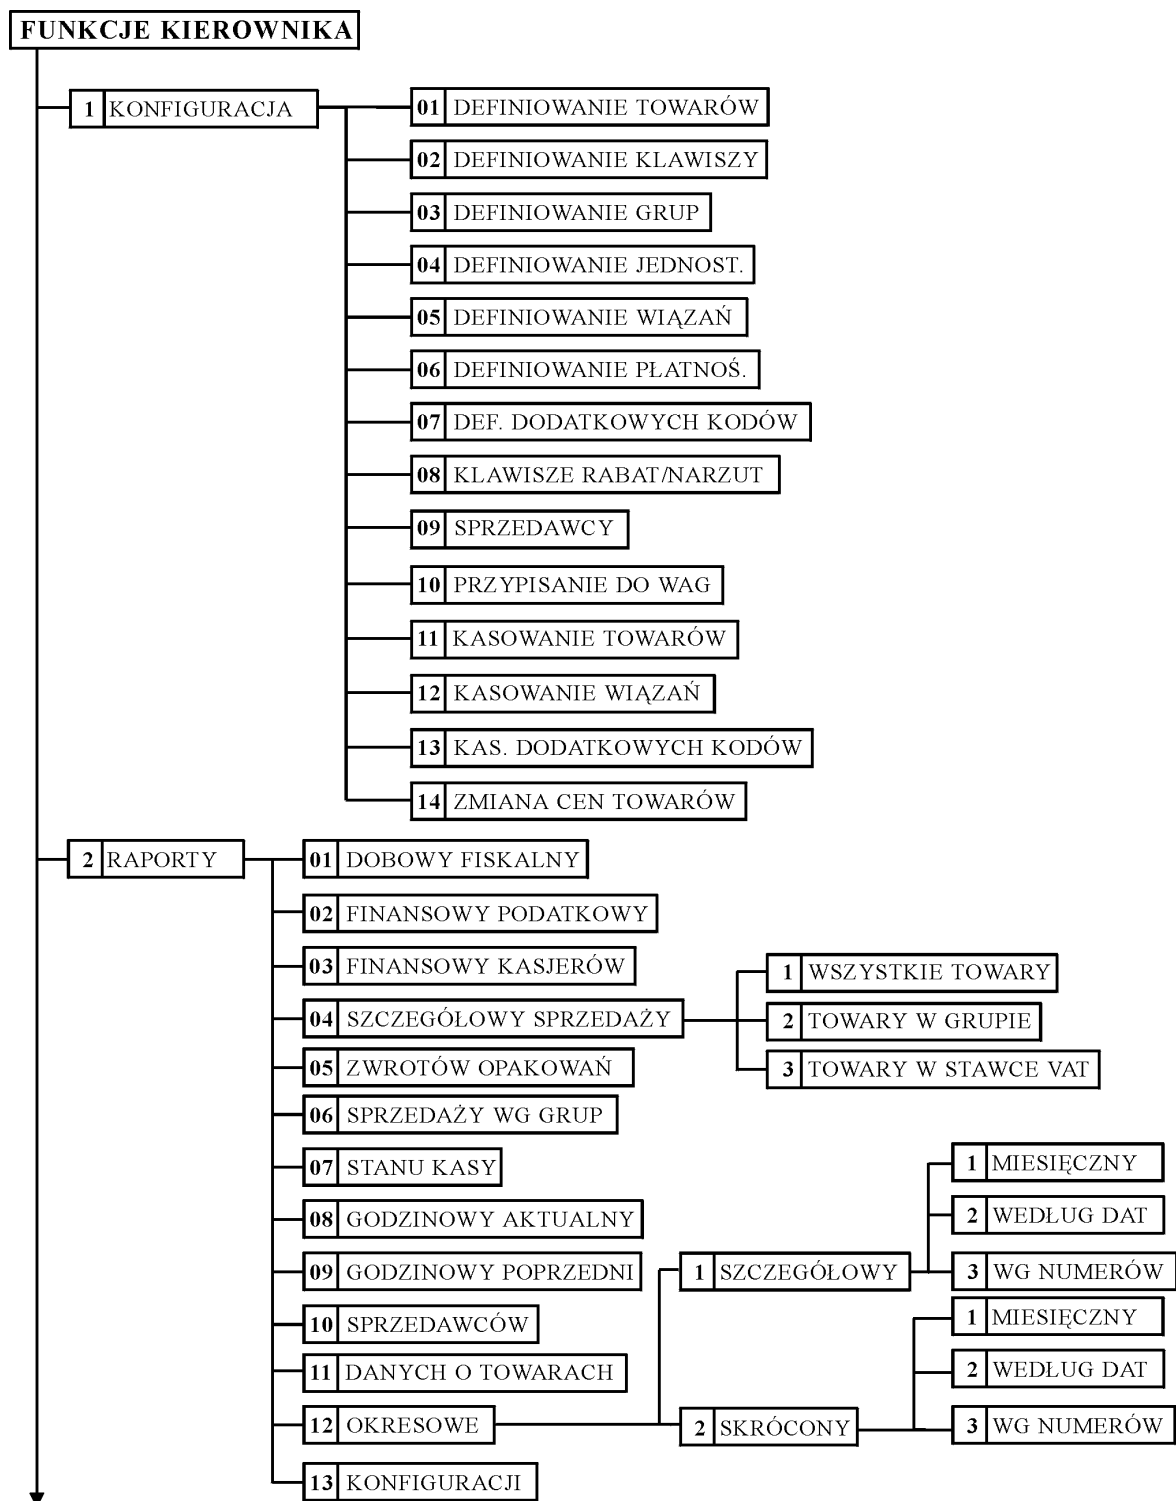 FUNKCJE KIEROWNIKA
1 KONFIGURACJA
01 DEFINIOWANIE TOWARÓW
02 DEFINIOWANIE KLAWISZY
03 DEFINIOWANIE GRUP
04 DEFINIOWANIE JEDNOST.
05 DEFINIOWANIE WIĄZAŃ
06 DEFINIOWANIE PŁATNOŚ.
07 DEF. DODATKOWYCH KODÓW
08 KLAWISZE RABAT/NARZUT
09 SPRZEDAWCY
10 PRZYPISANIE DO WAG
11 KASOWANIE TOWARÓW
12 KASOWANIE WIĄZAŃ
13 KAS. DODATKOWYCH KODÓW
14 ZMIANA CEN TOWARÓW
2 RAPORTY
01 DOBOWY FISKALNY
02 FINANSOWY PODATKOWY
03 FINANSOWY KASJERÓW
04 SZCZEGÓŁOWY SPRZEDAŻY
1 WSZYSTKIE TOWARY
2 TOWARY W GRUPIE
3 TOWARY W STAWCE VAT
05 ZWROTÓW OPAKOWAŃ
06 SPRZEDAŻY WG GRUP
07 STANU KASY
08 GODZINOWY AKTUALNY
09 GODZINOWY POPRZEDNI
10 SPRZEDAWCÓW
11 DANYCH O TOWARACH
12 OKRESOWE
1 SZCZEGÓŁOWY
1 MIESIĘCZNY
2 WEDŁUG DAT
3 WG NUMERÓW
2 SKRÓCONY
1 MIESIĘCZNY
2 WEDŁUG DAT
3 WG NUMERÓW
13 KONFIGURACJI